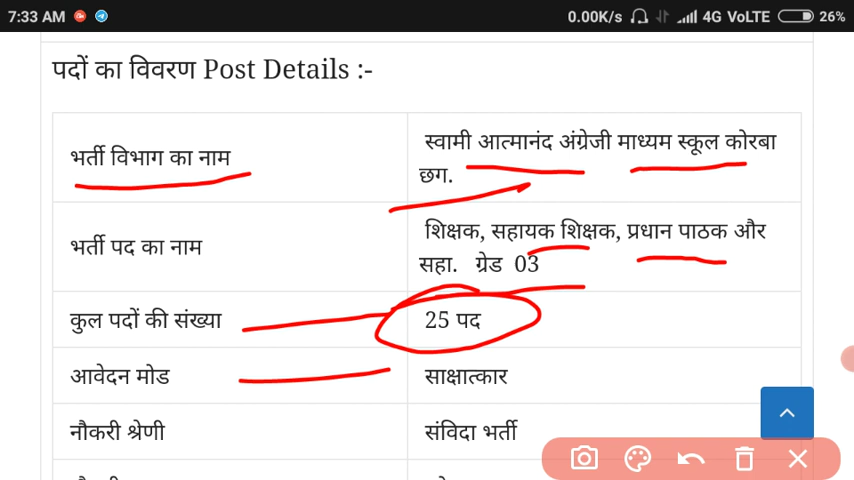 7:33 AM 0.00K/s 4G VoLTE 26%
पदों का विवरण Post Details :-
भर्ती विभाग का नाम
स्वामी आत्मानंद अंग्रेजी माध्यम स्कूल कोरबा
छग.
भर्ती पद का नाम
शिक्षक, सहायक शिक्षक, प्रधान पाठक और
सहा. ग्रेड 03
कुल पदों की संख्या
25 पद
आवेदन मोड
साक्षात्कार
नौकरी श्रेणी
संविदा भर्ती